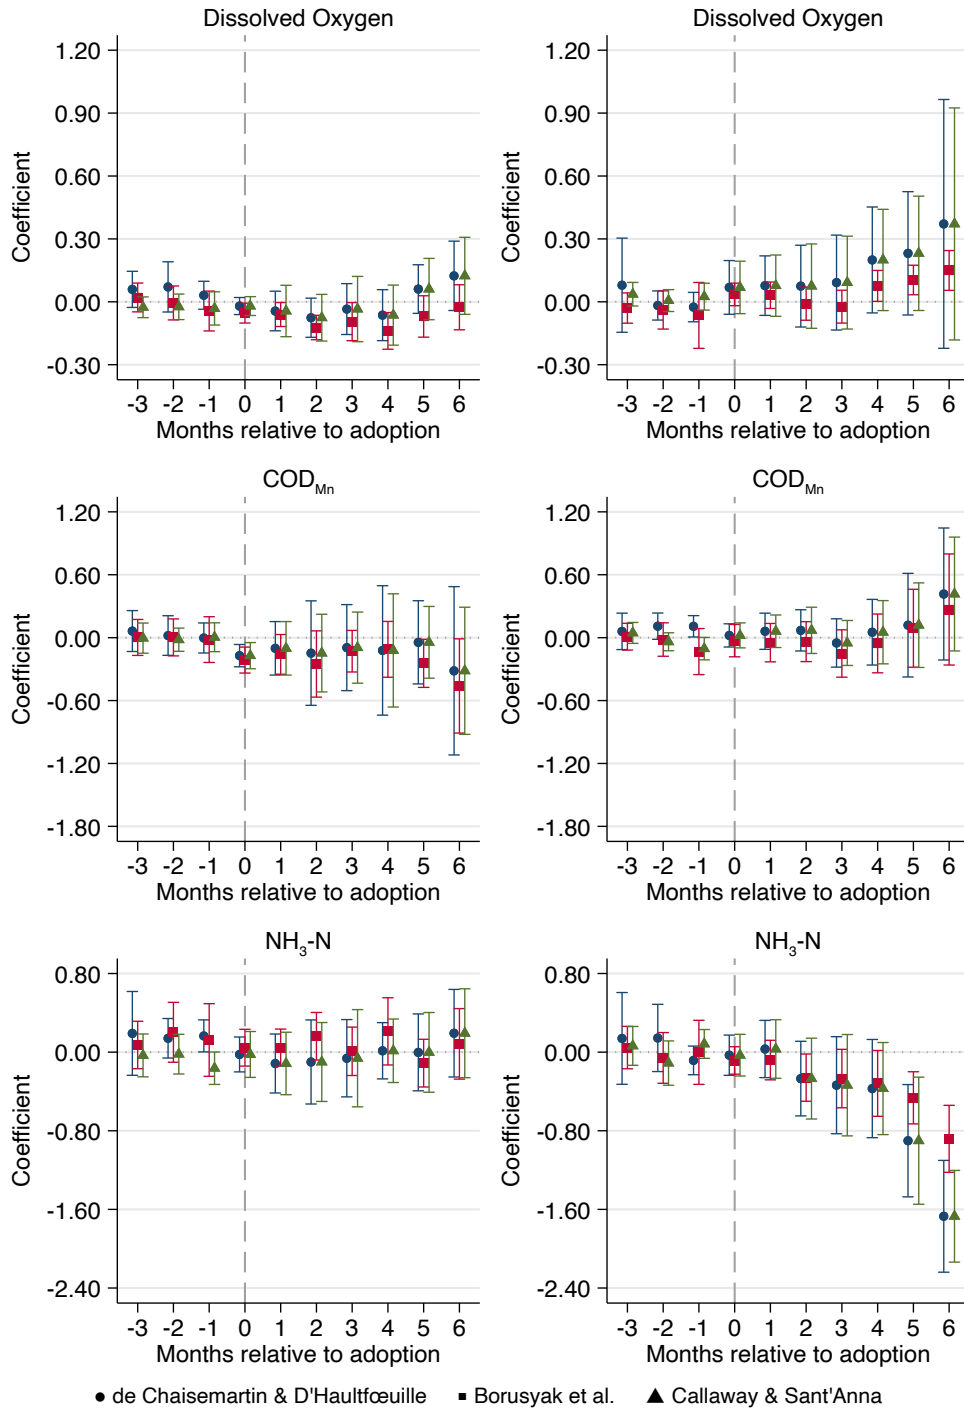 Dissolved Oxygen
1.20
0.90
0.60
0.30
0.00
-0.30
Coefficient
-3 -2 -1 0 1 2 3 4 5 6
Months relative to adoption
Dissolved Oxygen
1.20
0.90
0.60
0.30
0.00
-0.30
Coefficient
-3 -2 -1 0 1 2 3 4 5 6
Months relative to adoption
COD_Mn
1.20
0.60
0.00
-0.60
-1.20
-1.80
Coefficient
-3 -2 -1 0 1 2 3 4 5 6
Months relative to adoption
COD_Mn
1.20
0.60
0.00
-0.60
-1.20
-1.80
Coefficient
-3 -2 -1 0 1 2 3 4 5 6
Months relative to adoption
NH₃-N
0.80
0.00
-0.80
-1.60
-2.40
Coefficient
-3 -2 -1 0 1 2 3 4 5 6
Months relative to adoption
NH₃-N
0.80
0.00
-0.80
-1.60
-2.40
Coefficient
-3 -2 -1 0 1 2 3 4 5 6
Months relative to adoption
de Chaisemartin & D'Haultfœuille Borusyak et al. Callaway & Sant'Anna